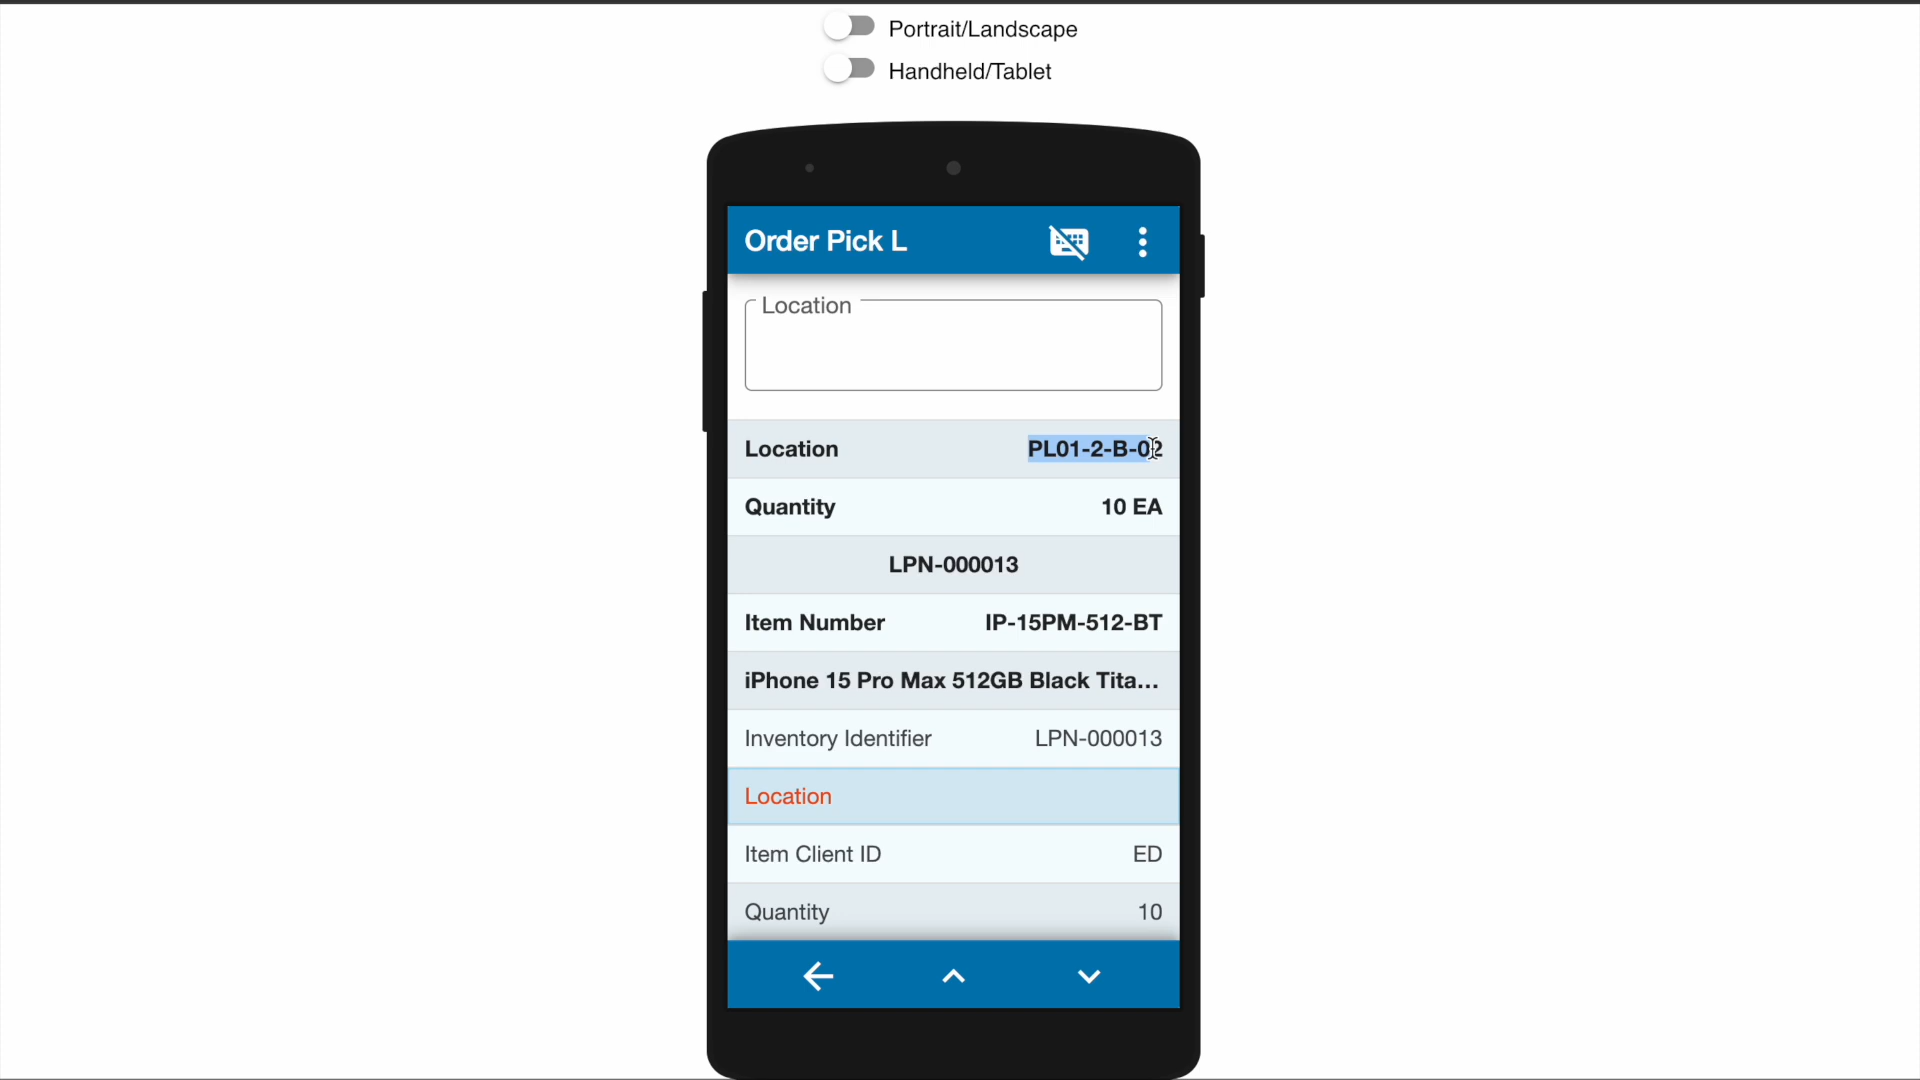 Portrait/Landscape
Handheld/Tablet
Order Pick L
Location
Location PL01-2-B-02
Quantity 10 EA
LPN-000013
Item Number IP-15PM-512-BT
iPhone 15 Pro Max 512GB Black Tita...
Inventory Identifier LPN-000013
Location
Item Client ID ED
Quantity 10